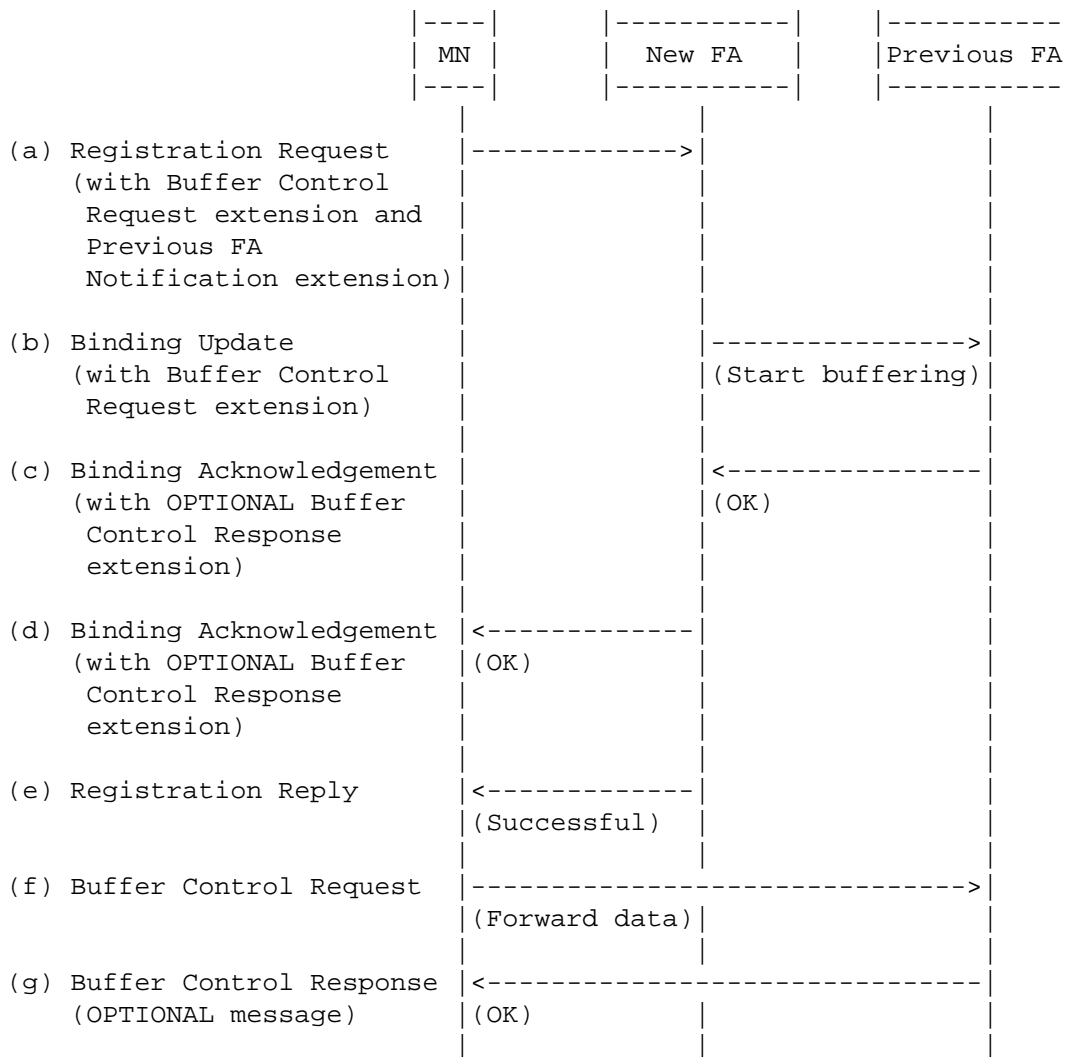 MN New FA Previous FA
(a) Registration Request
(with Buffer Control
Request extension and
Previous FA
Notification extension)
(b) Binding Update
(with Buffer Control (Start buffering)
Request extension)
(c) Binding Acknowledgement
(with OPTIONAL Buffer (OK)
Control Response
extension)
(d) Binding Acknowledgement
(with OPTIONAL Buffer (OK)
Control Response
extension)
(e) Registration Reply
(Successful)
(f) Buffer Control Request
(Forward data)
(g) Buffer Control Response
(OPTIONAL message) (OK)